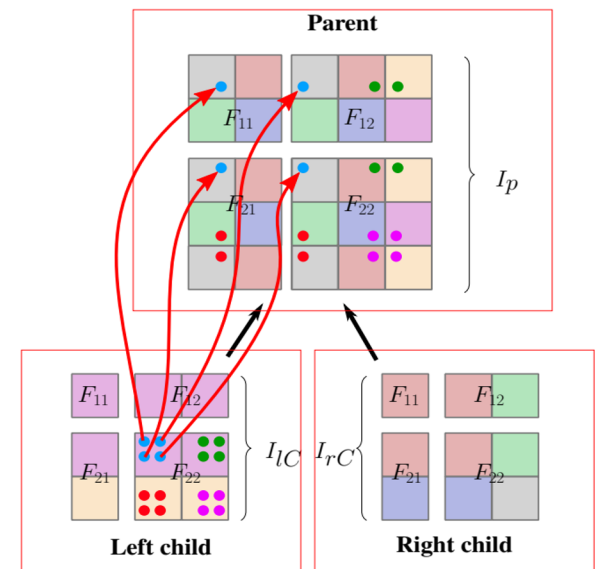 Parent
F11 F12
F21 F22
Ip
F11 F12
F21 F22
IlC
Left child
F11 F12
F21 F22
IrC
Right child